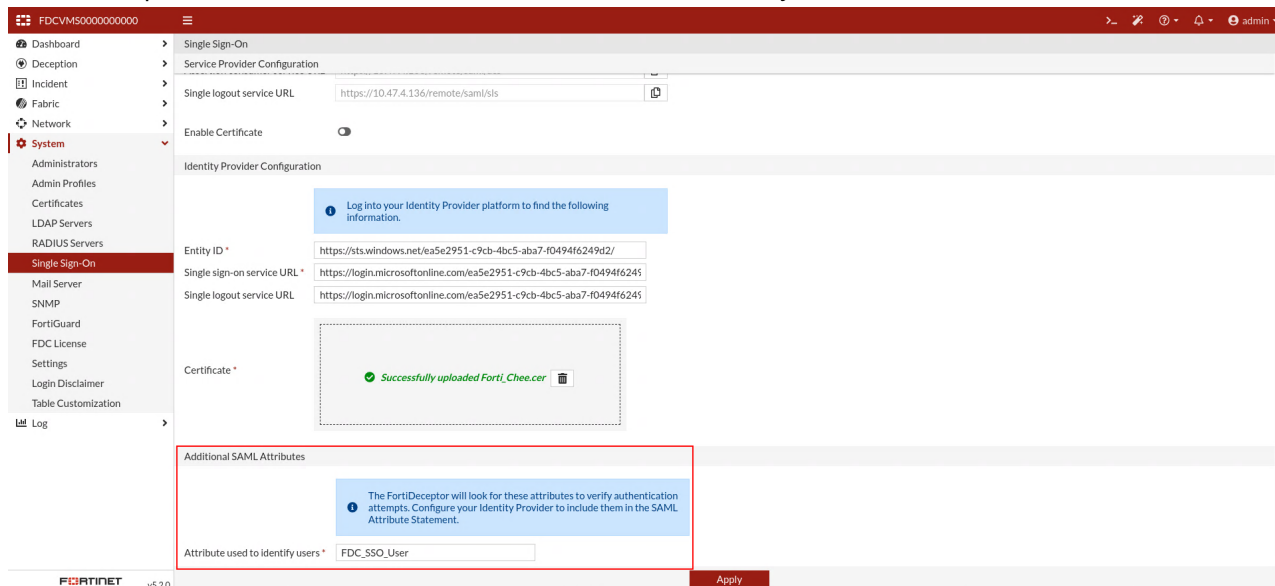 FDCVMS0000000000
admin
Dashboard
Deception
Incident
Fabric
Network
System
Administrators
Admin Profiles
Certificates
LDAP Servers
RADIUS Servers
Single Sign-On
Mail Server
SNMP
FortiGuard
FDC License
Settings
Login Disclaimer
Table Customization
Log
FORTINET v5.2.0
Single Sign-On
Service Provider Configuration
Single logout service URL https://10.47.4.136/remote/saml/sls
Enable Certificate
Identity Provider Configuration
Log into your Identity Provider platform to find the following
information.
Entity ID * https://sts.windows.net/ea5e2951-c9cb-4bc5-aba7-f0494f6249d2/
Single sign-on service URL * https://login.microsoftonline.com/ea5e2951-c9cb-4bc5-aba7-f0494f6249
Single logout service URL https://login.microsoftonline.com/ea5e2951-c9cb-4bc5-aba7-f0494f6249
Certificate * Successfully uploaded Forti_Chee.cer
Additional SAML Attributes
The FortiDeceptor will look for these attributes to verify authentication
attempts. Configure your Identity Provider to include them in the SAML
Attribute Statement.
Attribute used to identify users * FDC_SSO_User
Apply